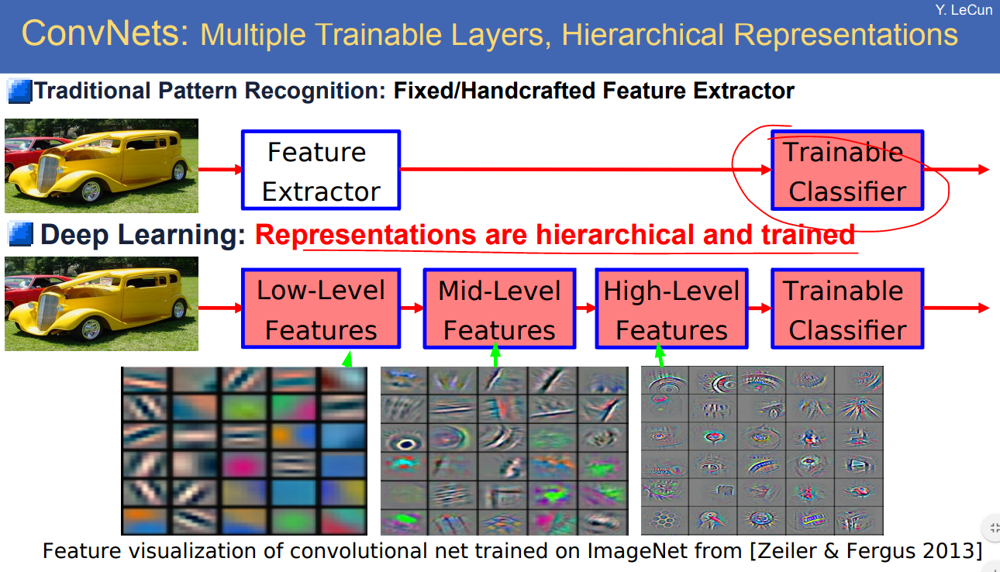 Y. LeCun
ConvNets: Multiple Trainable Layers, Hierarchical Representations
Traditional Pattern Recognition: Fixed/Handcrafted Feature Extractor
Feature
Extractor
Trainable
Classifier
Deep Learning: Representations are hierarchical and trained
Low-Level
Features
Mid-Level
Features
High-Level
Features
Trainable
Classifier
Feature visualization of convolutional net trained on ImageNet from [Zeiler & Fergus 2013]